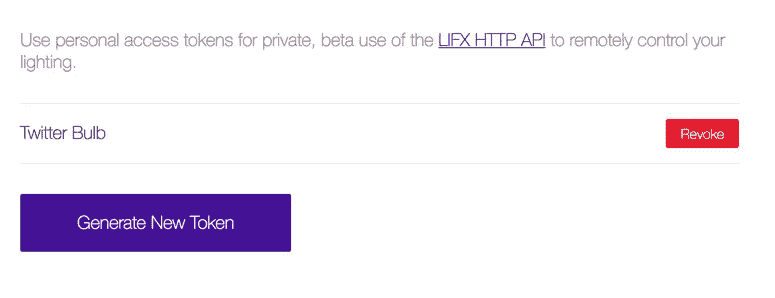 Use personal access tokens for private, beta use of the LIFX HTTP API to remotely control your
lighting.
Twitter Bulb
Revoke
Generate New Token